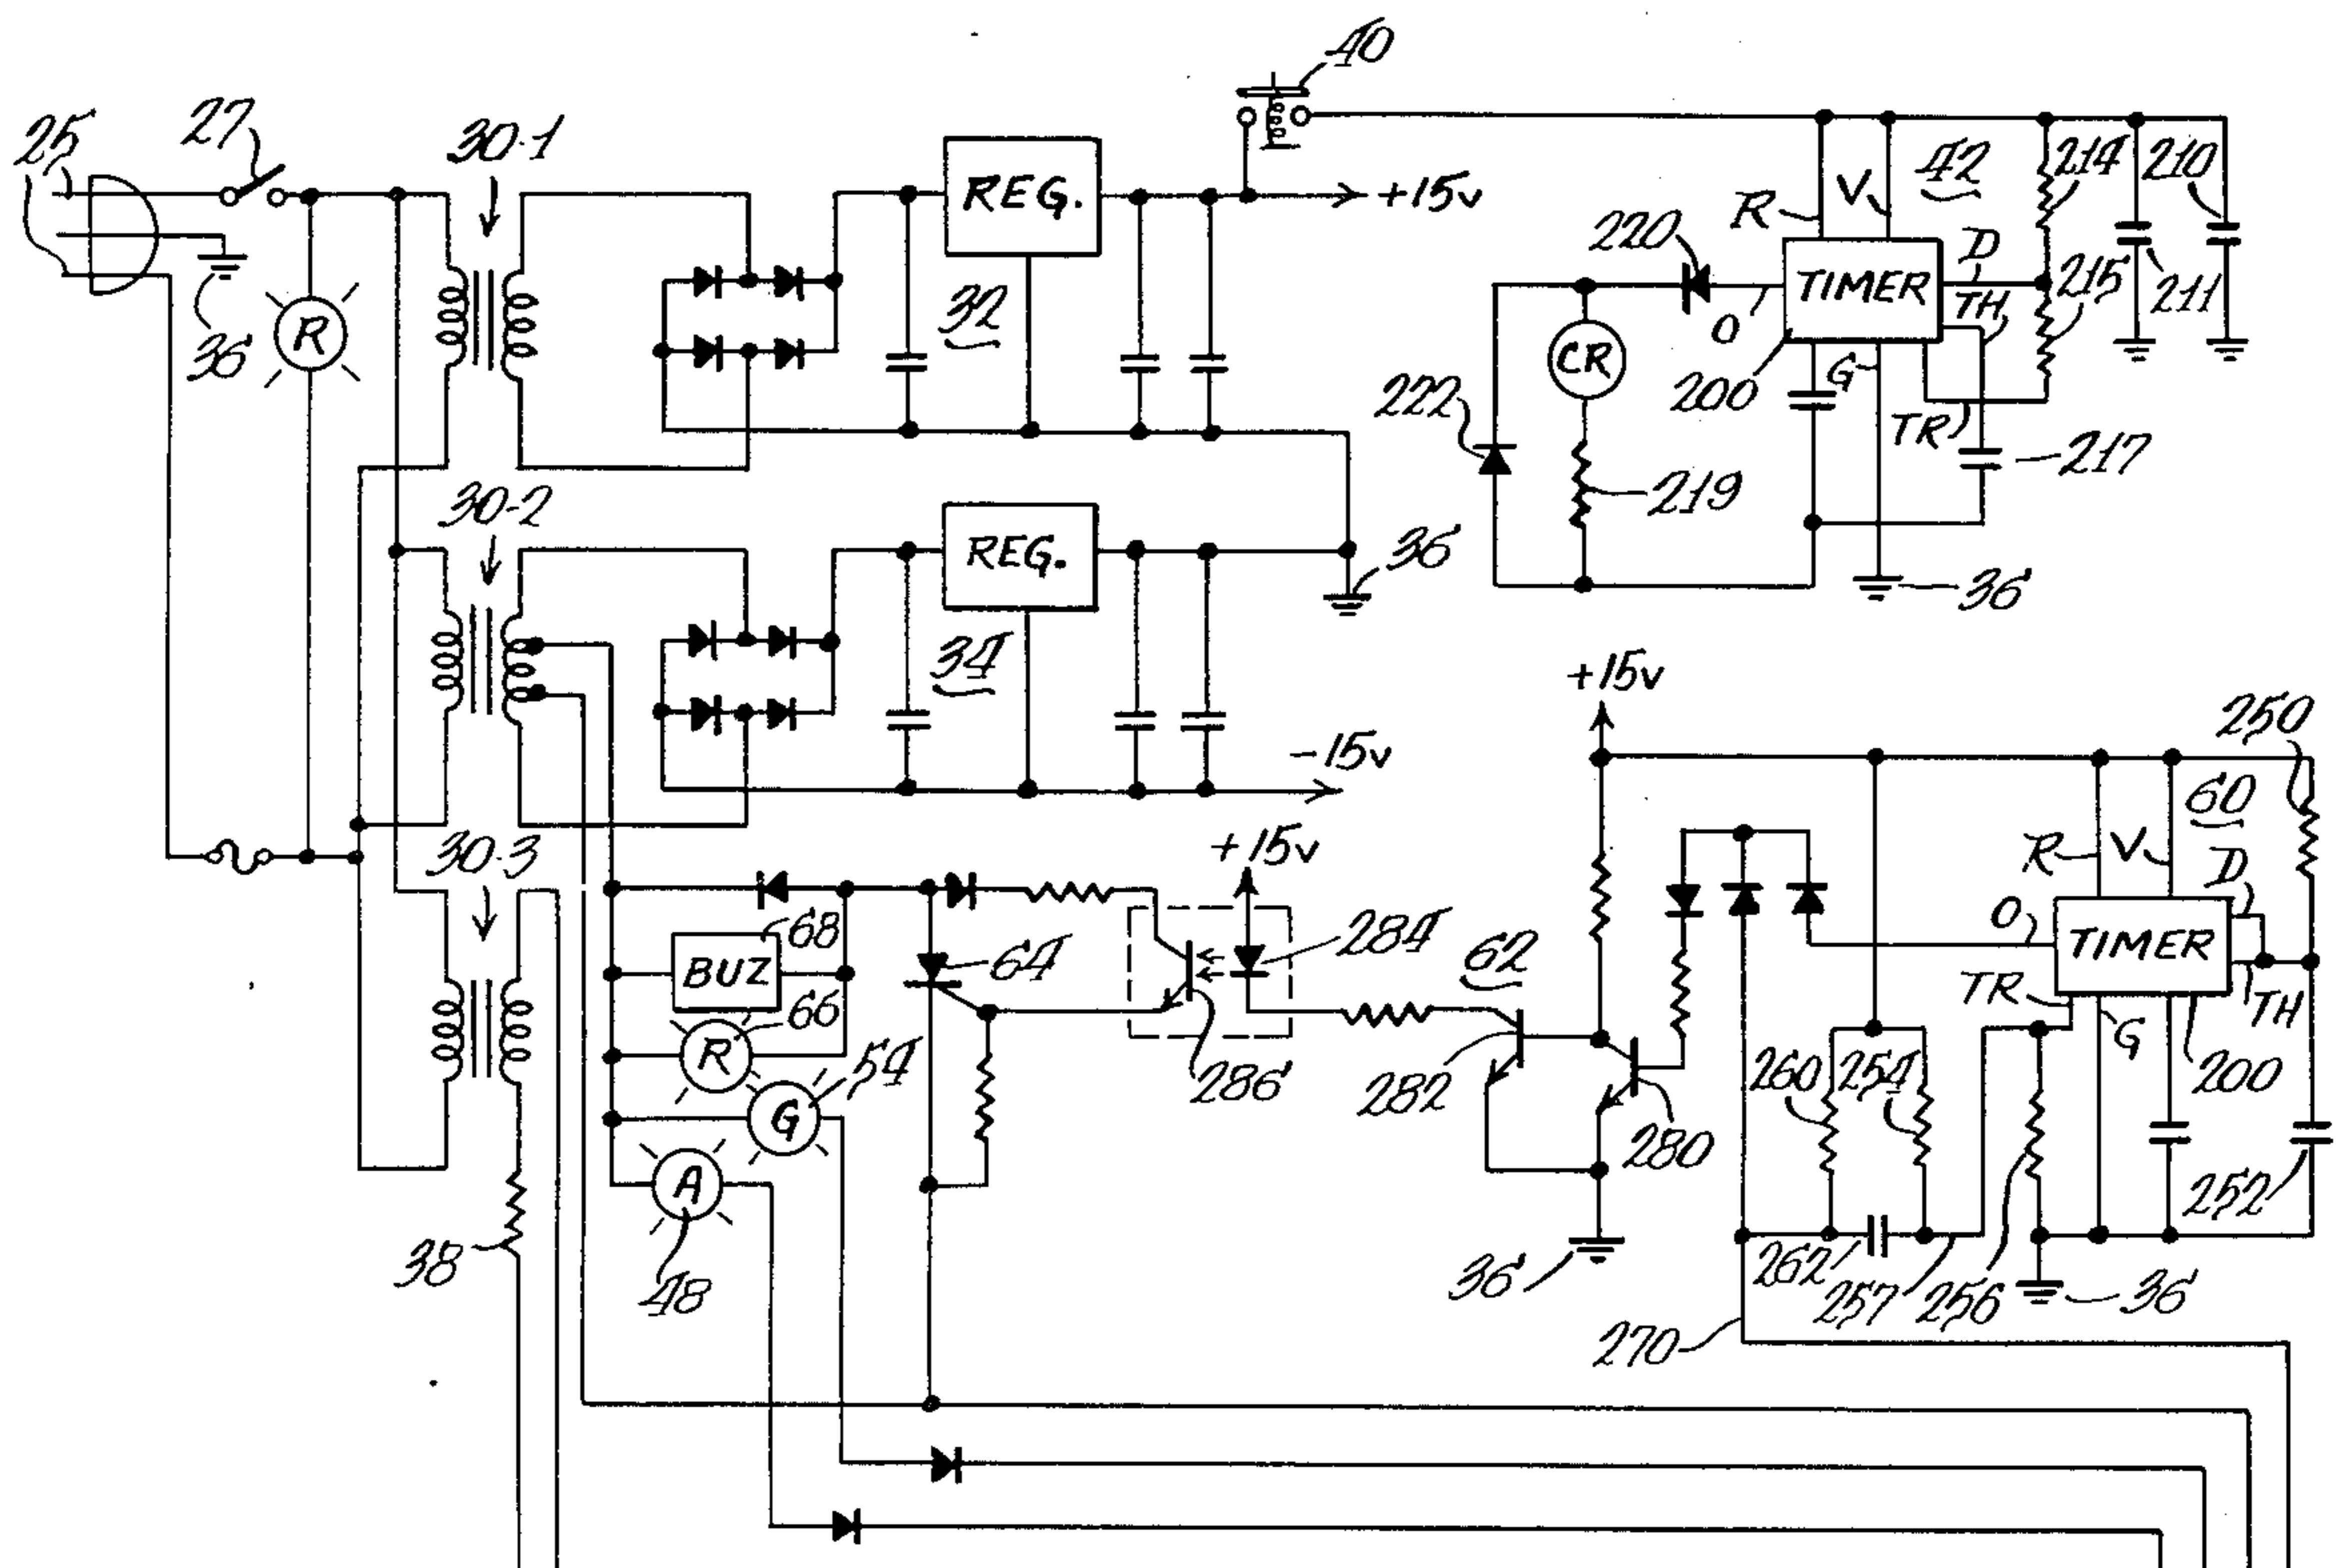 40
25
27
30-1
REG.
+15v
R
V
42
214
210
220
D
TIMER
TH
215
211
O
36
R
32
CR
222
200
G
TR
217
219
30-2
REG.
36
36
34
+15v
-15v
250
60
30-3
+15v
R
V
D
O
TIMER
68
BUZ
64
284
62
TR
TH
66
R
G
54
286
282
280
260
254
200
G
A
38
48
36
262
257
256
252
36
270